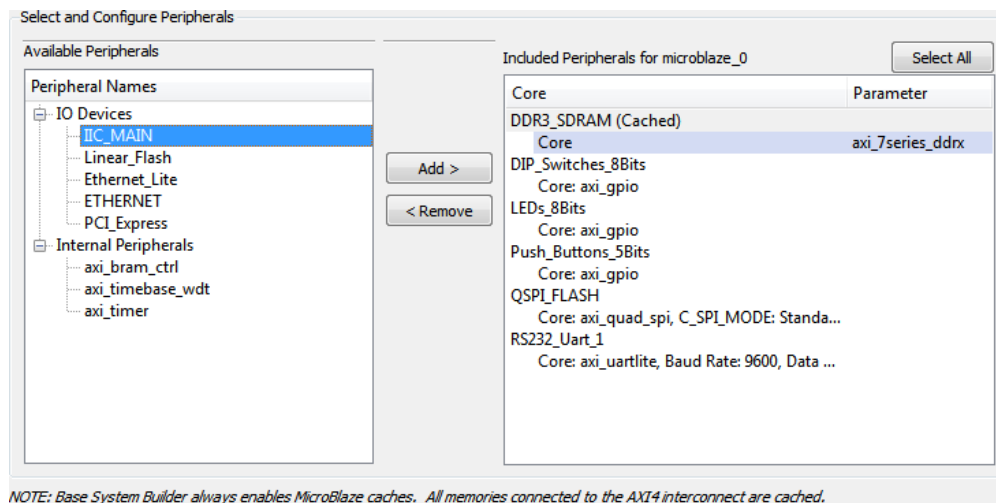 Select and Configure Peripherals
Available Peripherals
Peripheral Names
IO Devices
IIC_MAIN
Linear_Flash
Ethernet_Lite
ETHERNET
PCI_Express
Internal Peripherals
axi_bram_ctrl
axi_timebase_wdt
axi_timer
Add >
< Remove
Included Peripherals for microblaze_0
Select All
Core Parameter
DDR3_SDRAM (Cached)
Core axi_7series_ddrx
DIP_Switches_8Bits
Core: axi_gpio
LEDs_8Bits
Core: axi_gpio
Push_Buttons_5Bits
Core: axi_gpio
QSPI_FLASH
Core: axi_quad_spi, C_SPI_MODE: Standa...
RS232_Uart_1
Core: axi_uartlite, Baud Rate: 9600, Data ...
NOTE: Base System Builder always enables MicroBlaze caches. All memories connected to the AXI4 interconnect are cached.